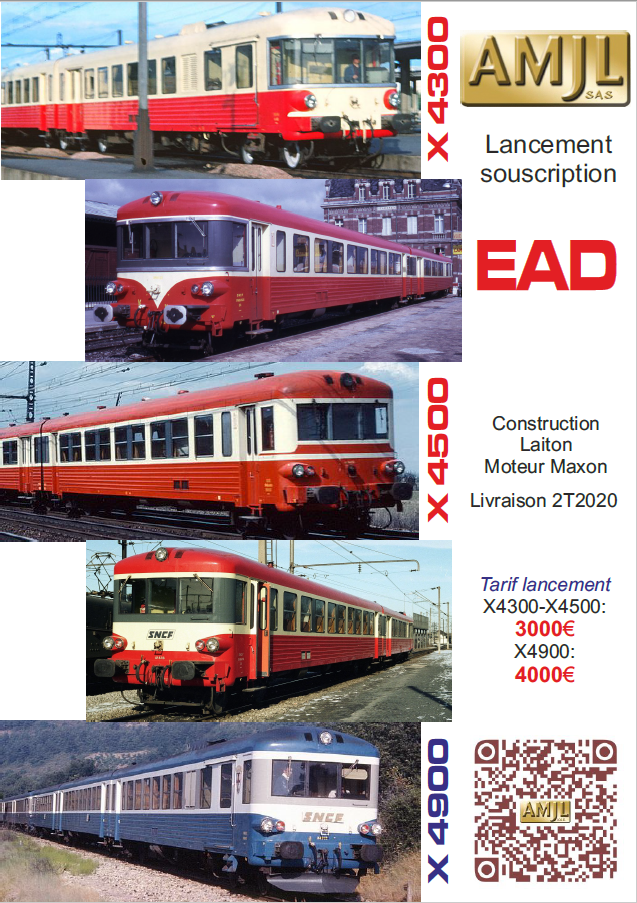 X 4300
AMJL
SAS
Lancement
souscription
EAD
X 4500
Construction
Laiton
Moteur Maxon
Livraison 2T2020
SNCF
Tarif lancement
X4300-X4500:
3000€
X4900:
4000€
X 4900
SNCF
AMJL